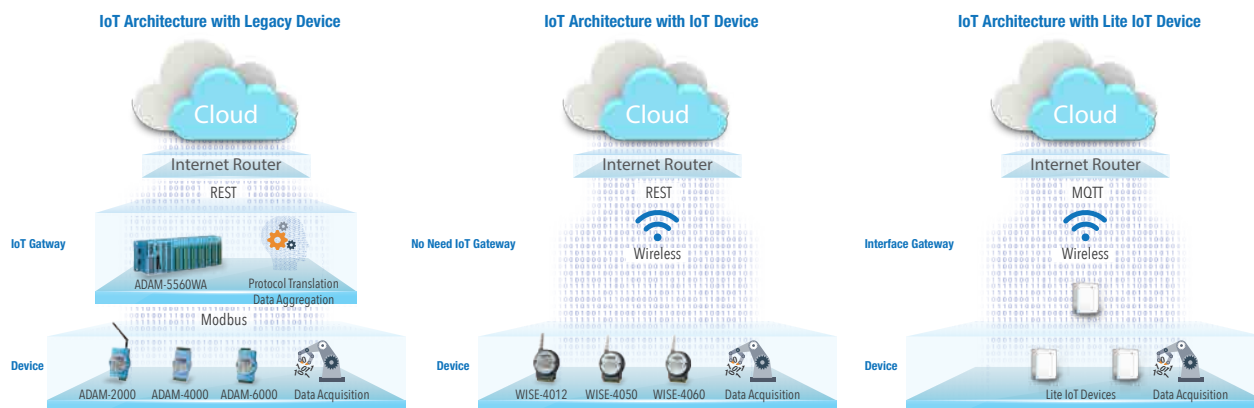 IoT Architecture with Legacy Device
Cloud
Internet Router
REST
IoT Gatway
ADAM-5560WA
Protocol Translation
Data Aggregation
Modbus
Device
ADAM-2000
ADAM-4000
ADAM-6000
Data Acquisition
IoT Architecture with IoT Device
Cloud
Internet Router
REST
No Need IoT Gateway
Wireless
Device
WISE-4012
WISE-4050
WISE-4060
Data Acquisition
IoT Architecture with Lite IoT Device
Cloud
Internet Router
MQTT
Interface Gateway
Wireless
Device
Lite IoT Devices
Data Acquisition